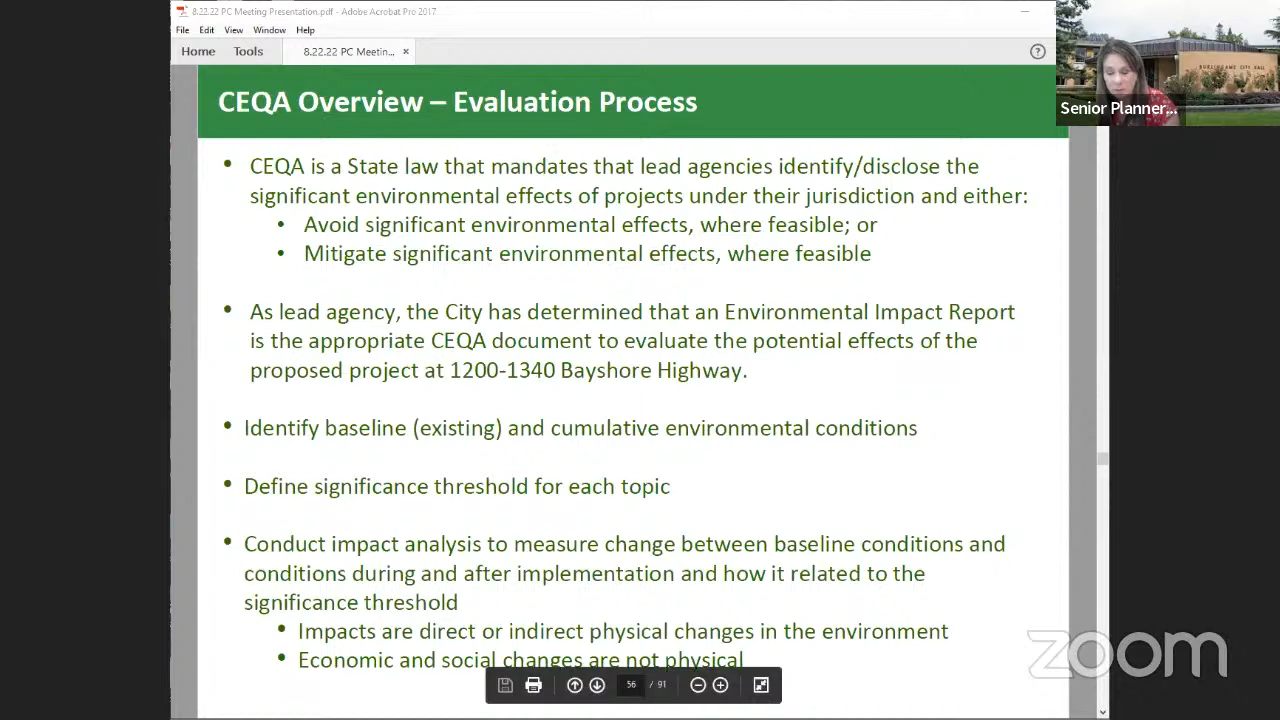 8.22.22 PC Meeting Presentation.pdf - Adobe Acrobat Pro 2017
File Edit View Window Help
Home Tools 8.22.22 PC Meetin... ×
CEQA Overview – Evaluation Process
BURLINGAME CITY HALL
Senior Planner...
• CEQA is a State law that mandates that lead agencies identify/disclose the
significant environmental effects of projects under their jurisdiction and either:
• Avoid significant environmental effects, where feasible; or
• Mitigate significant environmental effects, where feasible
• As lead agency, the City has determined that an Environmental Impact Report
is the appropriate CEQA document to evaluate the potential effects of the
proposed project at 1200-1340 Bayshore Highway.
• Identify baseline (existing) and cumulative environmental conditions
• Define significance threshold for each topic
• Conduct impact analysis to measure change between baseline conditions and
conditions during and after implementation and how it related to the
significance threshold
• Impacts are direct or indirect physical changes in the environment
• Economic and social changes are not physical
56 / 91
zoom